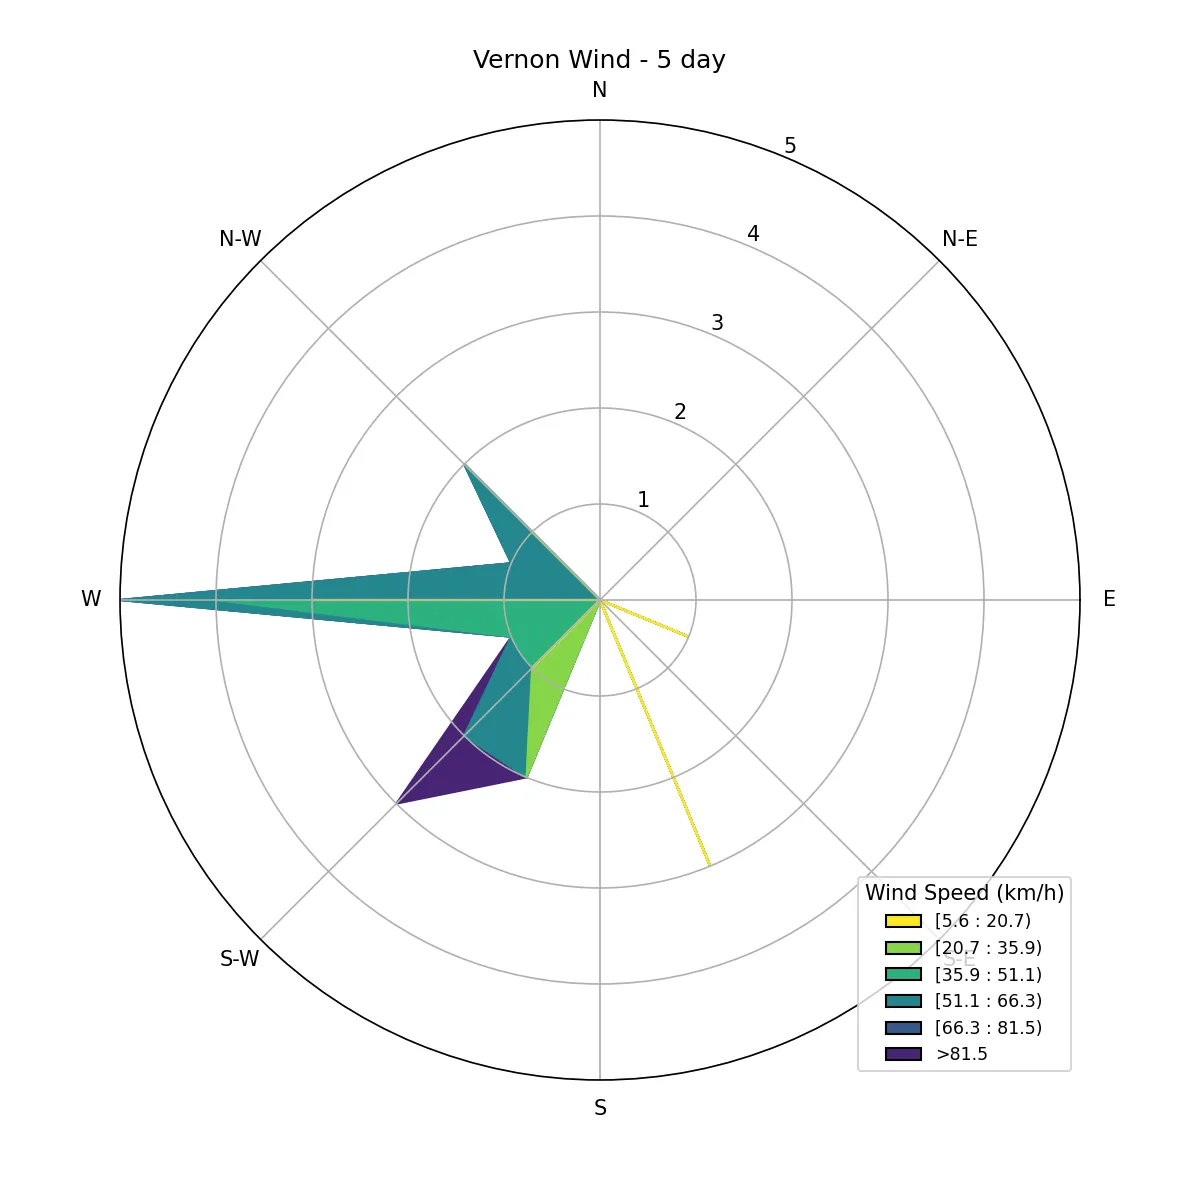 Vernon Wind - 5 day
N
5
N-W
N-E
4
3
2
1
W
E
Wind Speed (km/h)
[5.6 : 20.7)
[20.7 : 35.9)
S-W
S-E
[35.9 : 51.1)
[51.1 : 66.3)
[66.3 : 81.5)
>81.5
S